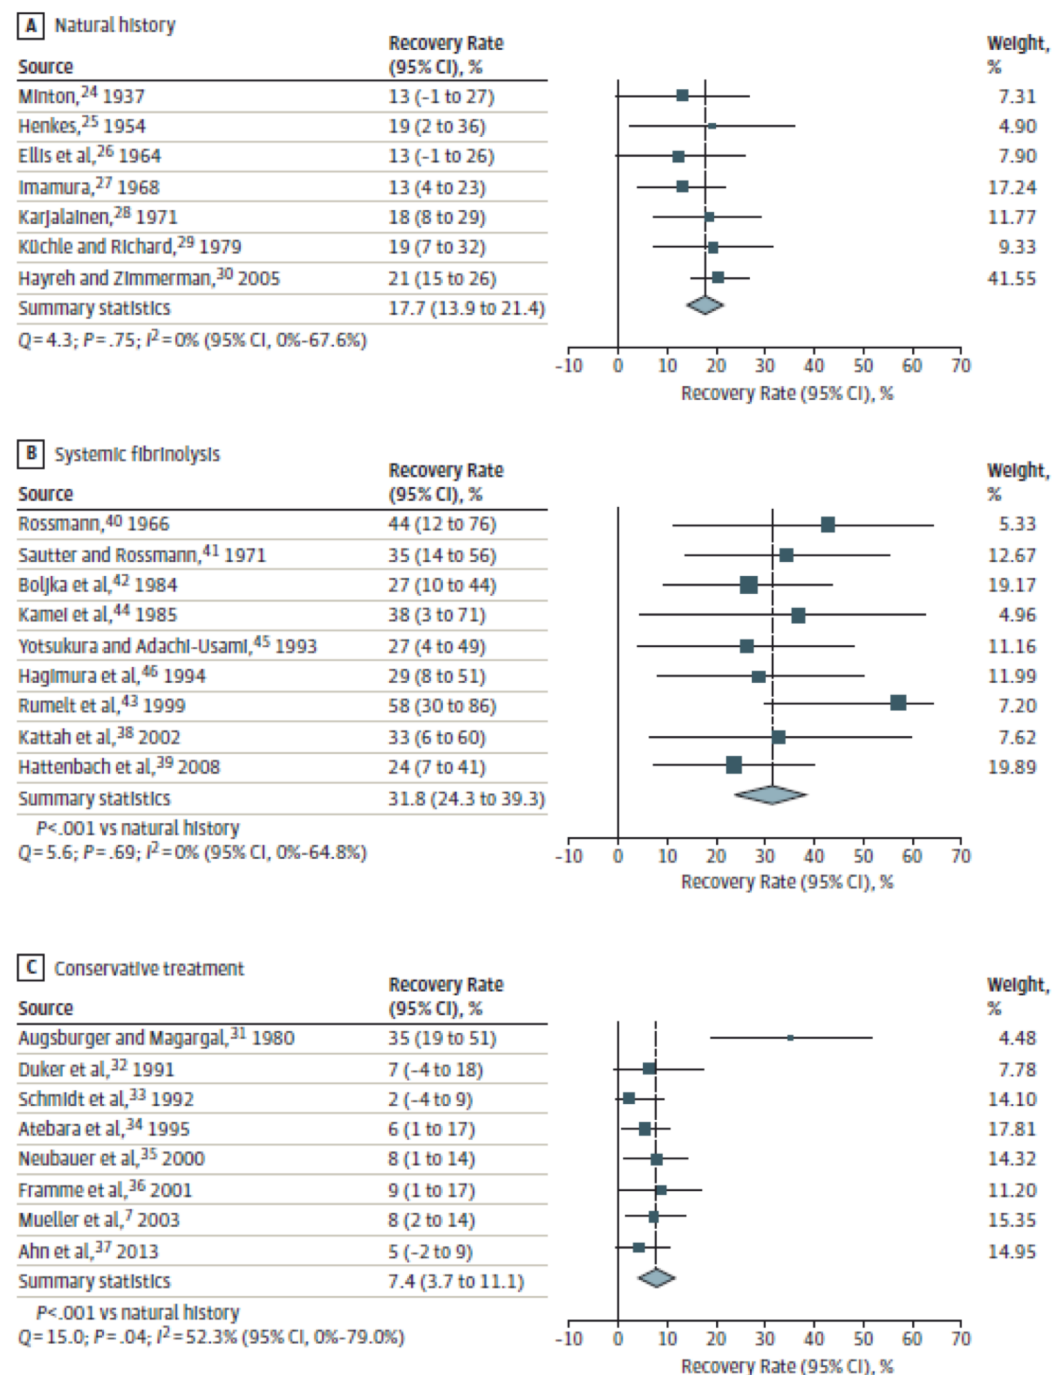 A Natural history
Source Recovery Rate (95% CI), % Weight, %
Minton,24 1937 13 (-1 to 27) 7.31
Henkes,25 1954 19 (2 to 36) 4.90
Ellis et al,26 1964 13 (-1 to 26) 7.90
Imamura,27 1968 13 (4 to 23) 17.24
Karjalainen,28 1971 18 (8 to 29) 11.77
Küchle and Richard,29 1979 19 (7 to 32) 9.33
Hayreh and Zimmerman,30 2005 21 (15 to 26) 41.55
Summary statistics 17.7 (13.9 to 21.4)
Q=4.3; P=.75; I2=0% (95% CI, 0%-67.6%)
-10 0 10 20 30 40 50 60 70
Recovery Rate (95% CI), %
B Systemic fibrinolysis
Source Recovery Rate (95% CI), % Weight, %
Rossmann,40 1966 44 (12 to 76) 5.33
Sautter and Rossmann,41 1971 35 (14 to 56) 12.67
Boljka et al,42 1984 27 (10 to 44) 19.17
Kamei et al,44 1985 38 (3 to 71) 4.96
Yotsukura and Adachi-Usami,45 1993 27 (4 to 49) 11.16
Hagimura et al,46 1994 29 (8 to 51) 11.99
Rumelt et al,43 1999 58 (30 to 86) 7.20
Kattah et al,38 2002 33 (6 to 60) 7.62
Hattenbach et al,39 2008 24 (7 to 41) 19.89
Summary statistics 31.8 (24.3 to 39.3)
P<.001 vs natural history
Q=5.6; P=.69; I2=0% (95% CI, 0%-64.8%)
-10 0 10 20 30 40 50 60 70
Recovery Rate (95% CI), %
C Conservative treatment
Source Recovery Rate (95% CI), % Weight, %
Augsburger and Magargal,31 1980 35 (19 to 51) 4.48
Duker et al,32 1991 7 (-4 to 18) 7.78
Schmidt et al,33 1992 2 (-4 to 9) 14.10
Atebara et al,34 1995 6 (1 to 17) 17.81
Neubauer et al,35 2000 8 (1 to 14) 14.32
Framme et al,36 2001 9 (1 to 17) 11.20
Mueller et al,7 2003 8 (2 to 14) 15.35
Ahn et al,37 2013 5 (-2 to 9) 14.95
Summary statistics 7.4 (3.7 to 11.1)
P<.001 vs natural history
Q=15.0; P=.04; I2=52.3% (95% CI, 0%-79.0%)
-10 0 10 20 30 40 50 60 70
Recovery Rate (95% CI), %